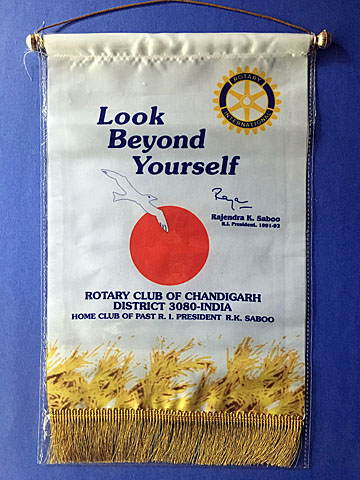 ROTARY
INTERNATIONAL
Look
Beyond
Yourself
Raja
Rajendra K. Saboo
R.I. President, 1991-92
ROTARY CLUB OF CHANDIGARH
DISTRICT 3080-INDIA
HOME CLUB OF PAST R. I. PRESIDENT R.K. SABOO